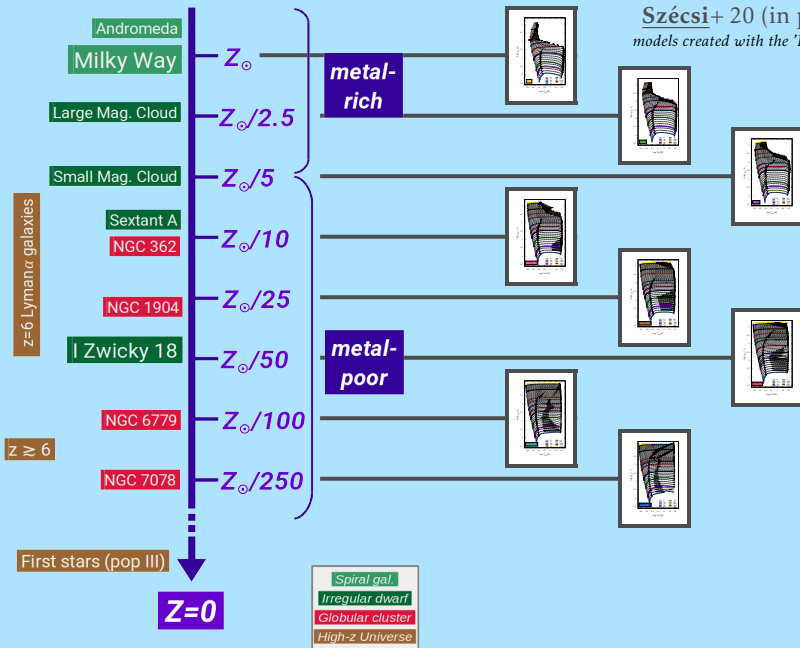 Szécsi+ 20 (in p
models created with the '
Andromeda
Milky Way
Z☉
metal-
rich
Large Mag. Cloud
Z☉/2.5
Small Mag. Cloud
Z☉/5
Sextant A
NGC 362
Z☉/10
z=6 Lymanα galaxies
NGC 1904
Z☉/25
I Zwicky 18
Z☉/50
metal-
poor
NGC 6779
Z☉/100
z ≳ 6
NGC 7078
Z☉/250
First stars (pop III)
Z=0
Spiral gal.
Irregular dwarf
Globular cluster
High-z Universe